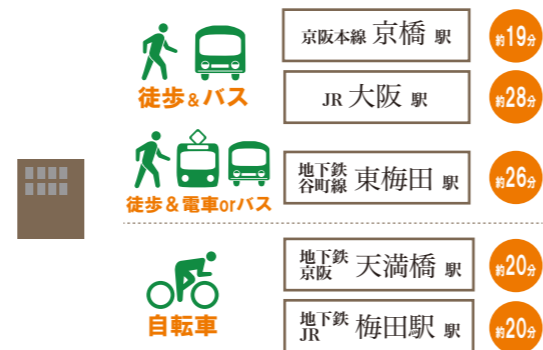 京阪本線 京橋 駅 約19分
徒歩&バス
JR 大阪 駅 約28分
地下鉄
谷町線 東梅田 駅 約26分
徒歩&電車orバス
地下鉄
京阪 天満橋 駅 約20分
自転車
地下鉄
JR 梅田駅 駅 約20分